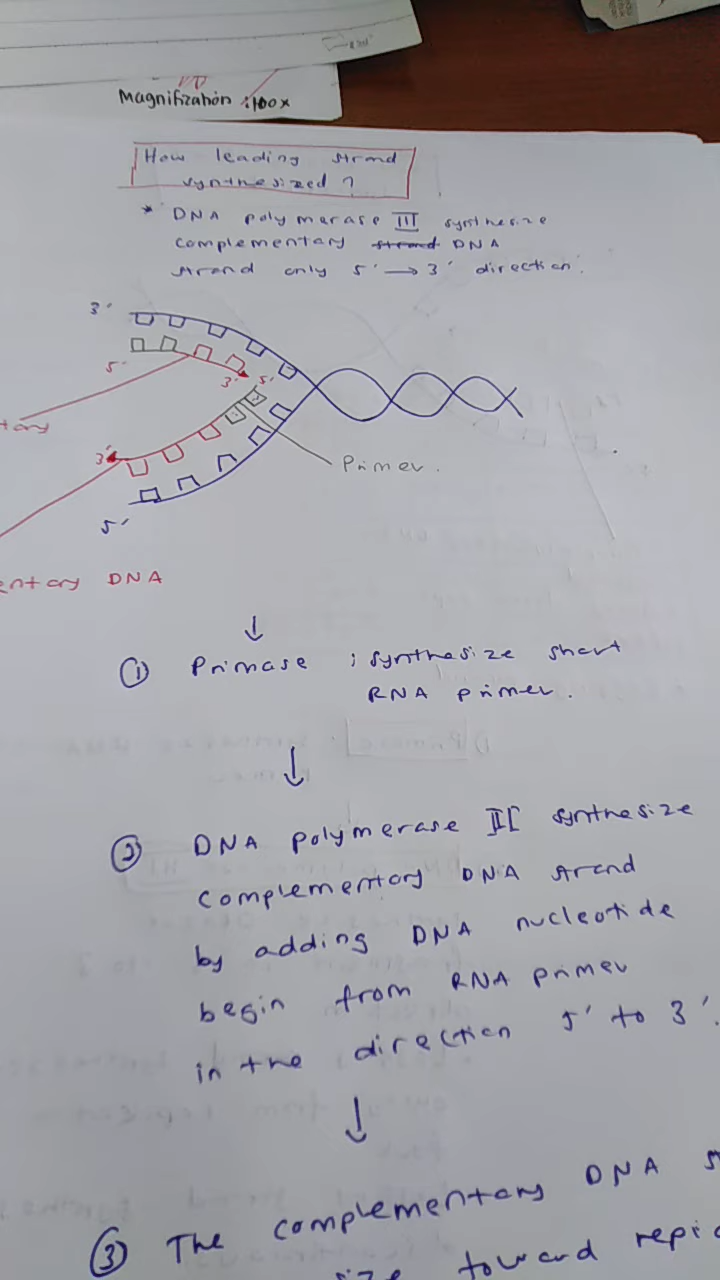 Magnification : 100x
How leading strand
synthesized ?
* DNA polymerase III synthesize
complementary strand DNA
strand only 5' → 3' direction.
3'
5'
3' 5'
tary
3'
Primer.
5'
entary DNA
↓
① Primase ; synthesize short
RNA primer.
↓
② DNA polymerase III synthesize
complementary DNA strand
by adding DNA nucleotide
begin from RNA primer
in the direction 5' to 3'.
↓
③ The complementary DNA s
size toward replic